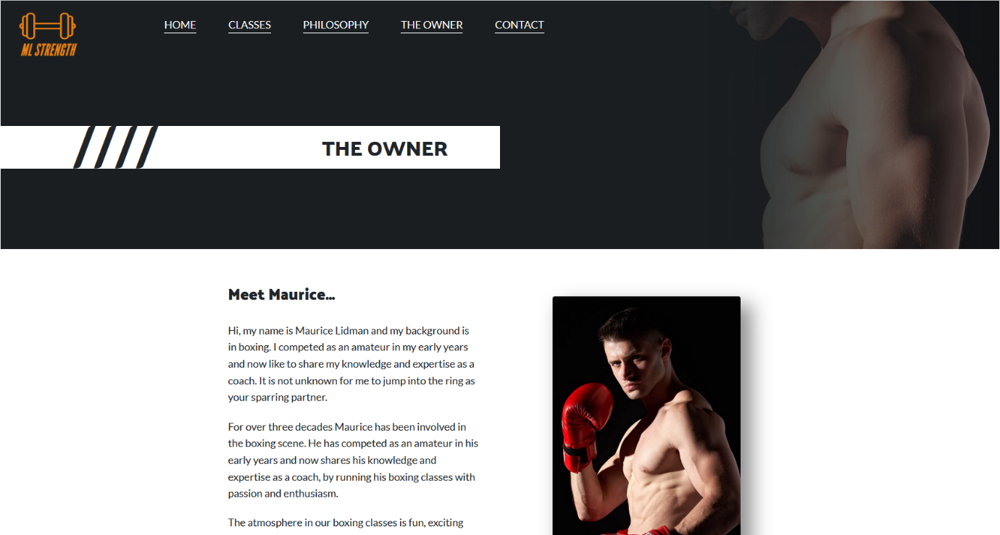 ML STRENGTH
HOME CLASSES PHILOSOPHY THE OWNER CONTACT
THE OWNER
Meet Maurice...
Hi, my name is Maurice Lidman and my background is
in boxing. I competed as an amateur in my early years
and now like to share my knowledge and expertise as a
coach. It is not unknown for me to jump into the ring as
your sparring partner.
For over three decades Maurice has been involved in
the boxing scene. He has competed as an amateur in his
early years and now shares his knowledge and
expertise as a coach, by running his boxing classes with
passion and enthusiasm.
The atmosphere in our boxing classes is fun, exciting